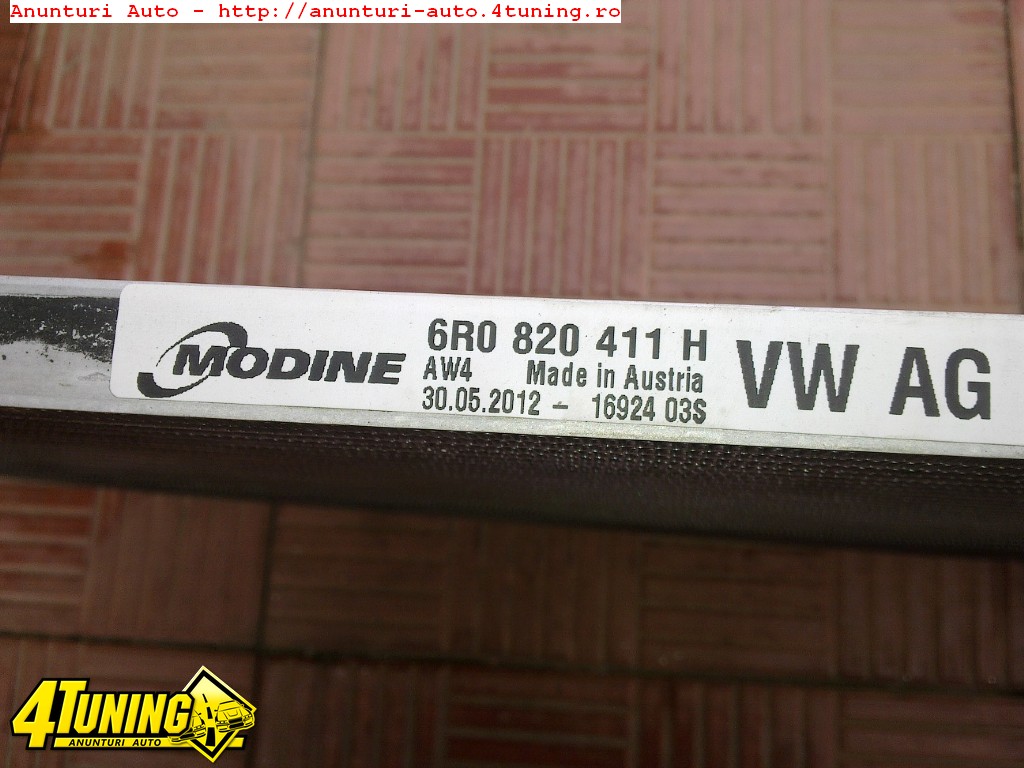 Anunturi Auto - http://anunturi-auto.4tuning.ro
MODINE
6R0 820 411 H
AW4 Made in Austria
30.05.2012 - 16924 03S
VW AG
4TUNING
ANUNTURI AUTO